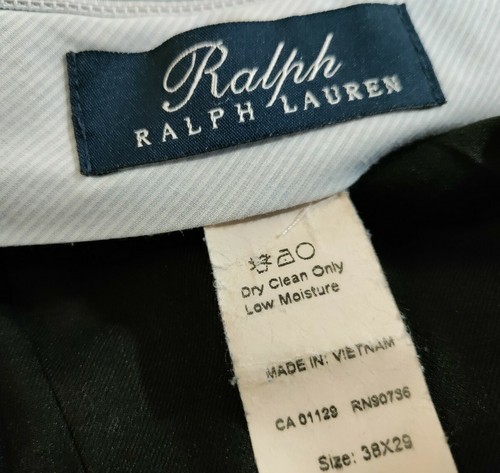 Ralph
RALPH LAUREN
Dry Clean Only
Low Moisture
MADE IN: VIETNAM
CA 01129 RN90736
Size: 38X29